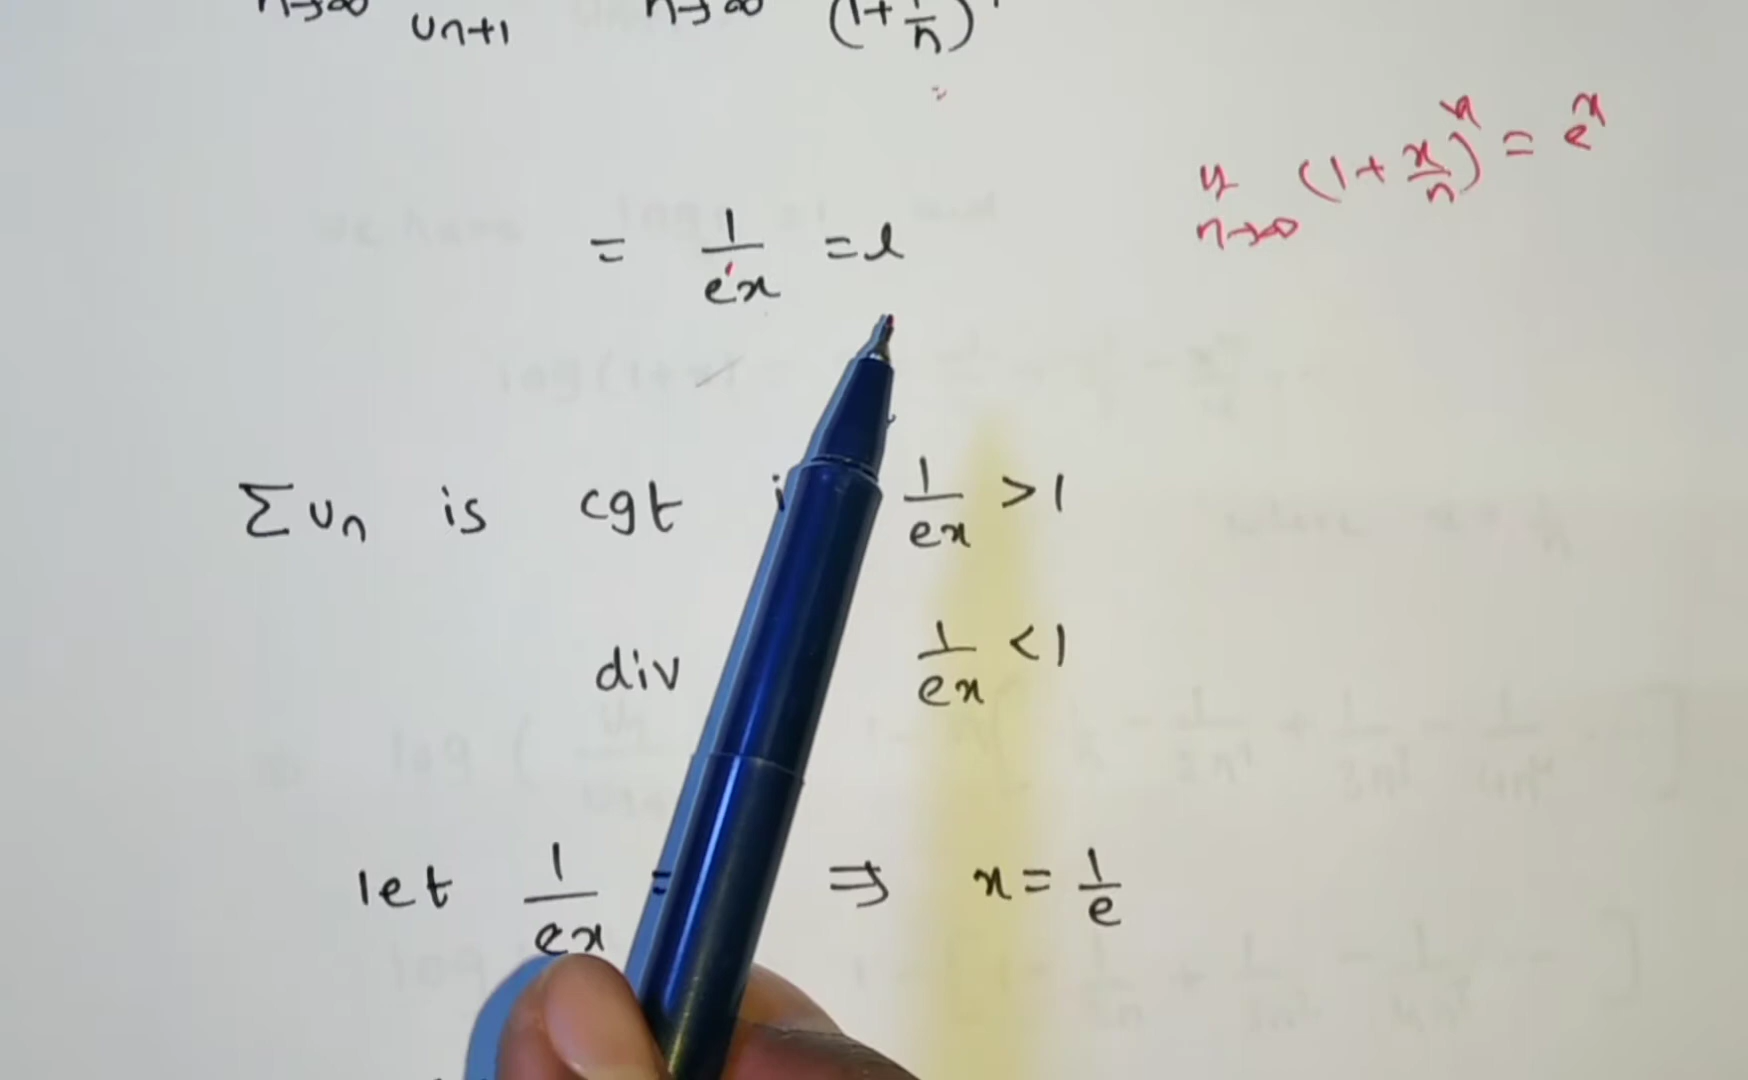 n→∞ un+1 n→∞ (1+1/n)
lt n→∞ (1+x/n)^n = e^x
= 1/e'x = l
Σun is cgt 1/ex > 1
div 1/ex < 1
let 1/ex = ⇒ x = 1/e